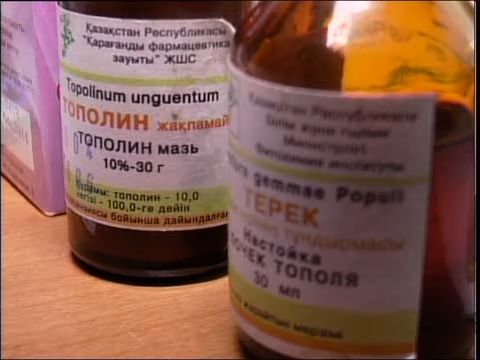 Қазақстан Республикасы
"Қарағанды фармацевтика
зауыты" ЖШС
Topolinum unguentum
ТОПОЛИН жақпамай
ТОПОЛИН мазь
10%-30 г
тополин - 10,0
100,0-ге дейін
бойынша дайындалған
Қазақстан Республикасы
Ғылым және
Министрлігі
Фитохимия институты
gemmae Populi
ТЕРЕК
тұндырмасы
Настойка
ПОЧЕК ТОПОЛЯ
30 мл